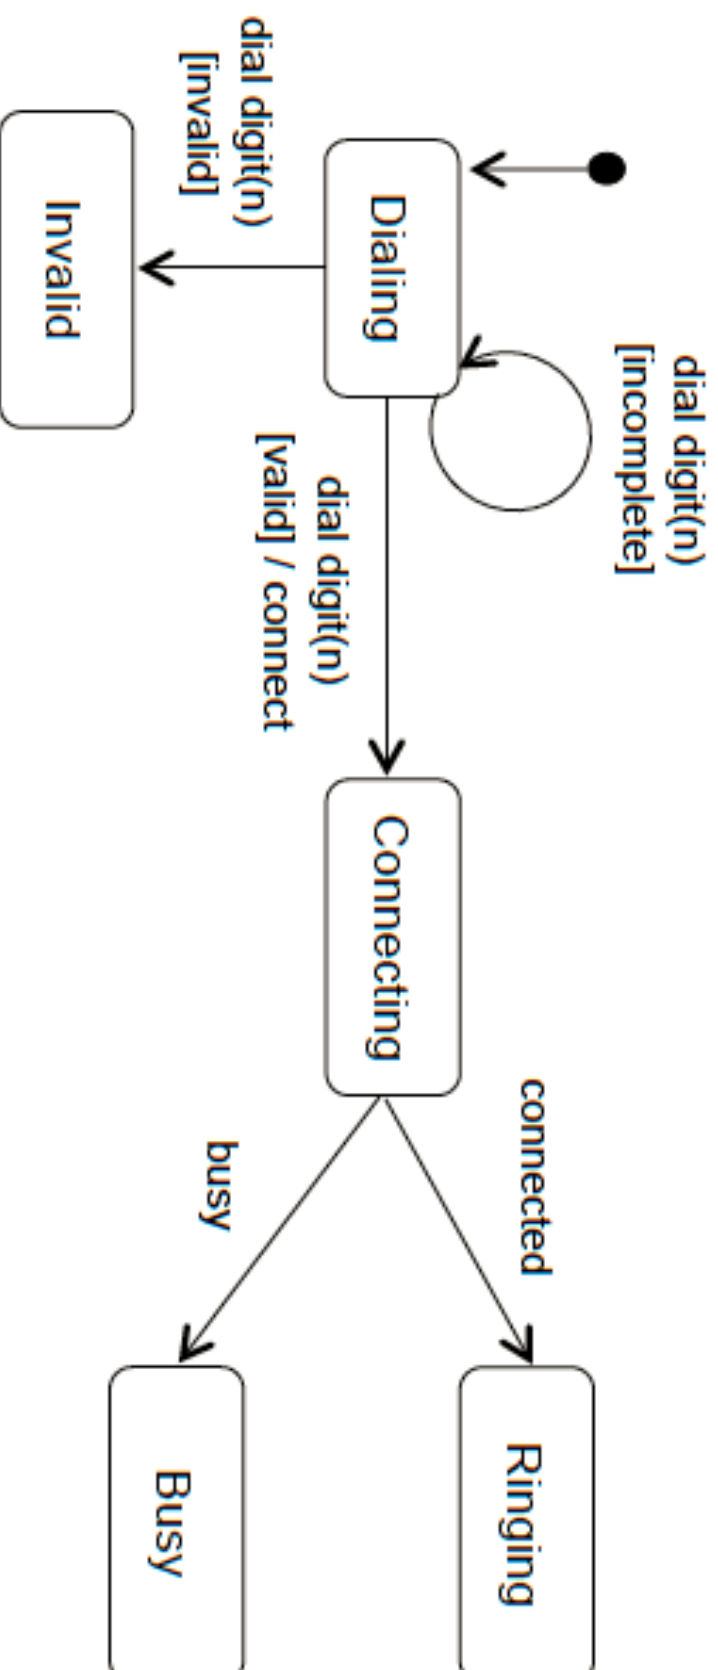 dial digit(n)
[incomplete]
Dialing
dial digit(n)
[invalid]
Invalid
dial digit(n)
[valid] / connect
Connecting
connected
busy
Ringing
Busy